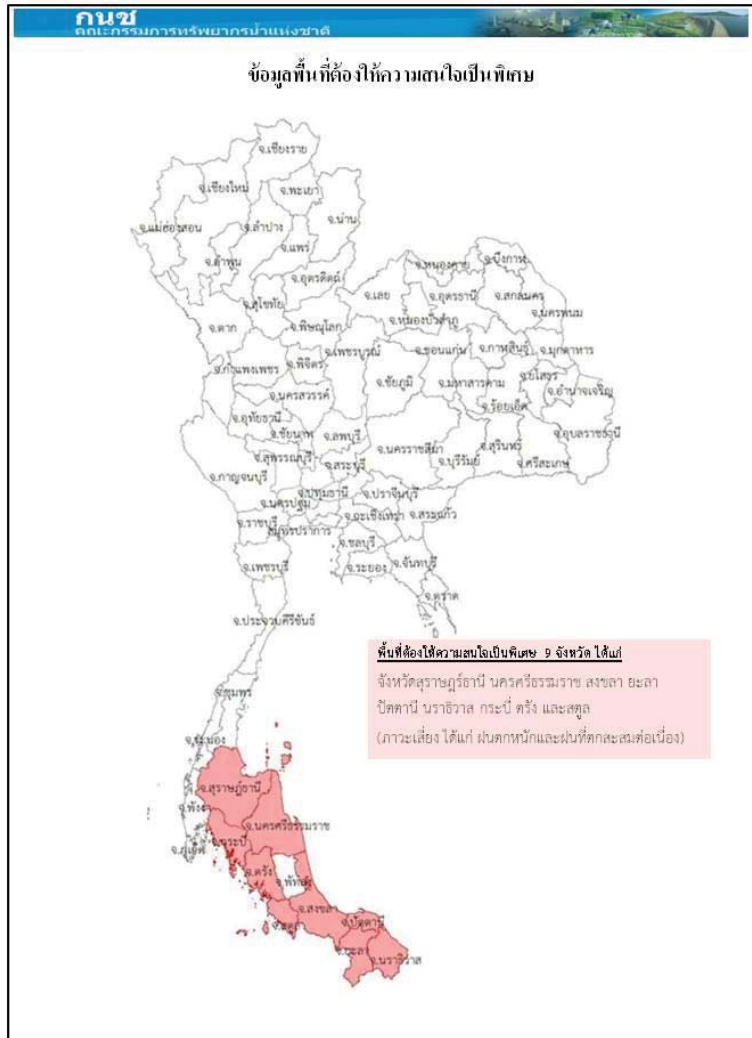 กนช
คณะกรรมการทรัพยากรน้ำแห่งชาติ
ข้อมูลพื้นที่ต้องให้ความสนใจเป็นพิเศษ
จ.เชียงราย
จ.เชียงใหม่
จ.พะเยา
จ.น่าน
จ.แม่ฮ่องสอน
จ.ลำปาง
จ.แพร่
จ.ลำพูน
จ.อุตรดิตถ์
จ.หนองคาย
จ.บึงกาฬ
จ.เลย
จ.อุดรธานี
จ.สกลนคร
จ.นครพนม
จ.สุโขทัย
จ.ตาก
จ.พิษณุโลก
จ.หนองบัวลำภู
จ.เพชรบูรณ์
จ.ขอนแก่น
จ.กาฬสินธุ์
จ.มุกดาหาร
จ.กำแพงเพชร
จ.พิจิตร
จ.ชัยภูมิ
จ.มหาสารคาม
จ.ยโสธร
จ.อำนาจเจริญ
จ.นครสวรรค์
จ.ร้อยเอ็ด
จ.อุทัยธานี
จ.ชัยนาท
จ.ลพบุรี
จ.อุบลราชธานี
จ.สุพรรณบุรี
จ.สระบุรี
จ.นครราชสีมา
จ.บุรีรัมย์
จ.สุรินทร์
จ.ศรีสะเกษ
จ.กาญจนบุรี
จ.ปทุมธานี
จ.ปราจีนบุรี
จ.นครปฐม
จ.ฉะเชิงเทรา
จ.สระแก้ว
จ.ราชบุรี
สมุทรปราการ
จ.ชลบุรี
จ.เพชรบุรี
จ.ระยอง
จ.จันทบุรี
จ.ตราด
จ.ประจวบคีรีขันธ์
พื้นที่ต้องให้ความสนใจเป็นพิเศษ 9 จังหวัด ได้แก่
จังหวัดสุราษฎร์ธานี นครศรีธรรมราช สงขลา ยะลา
ปัตตานี นราธิวาส กระบี่ ตรัง และสตูล
(ภาวะเสี่ยง ได้แก่ ฝนตกหนักและฝนที่ตกสะสมต่อเนื่อง)
จ.ชุมพร
จ.ระนอง
จ.สุราษฎ์ธานี
จ.พังงา
จ.นครศรีธรรมราช
จ.ภูเก็ต
จ.กระบี่
จ.ตรัง
จ.พัทลุง
จ.สงขลา
จ.สตูล
จ.ปัตตานี
จ.ยะลา
จ.นราธิวาส